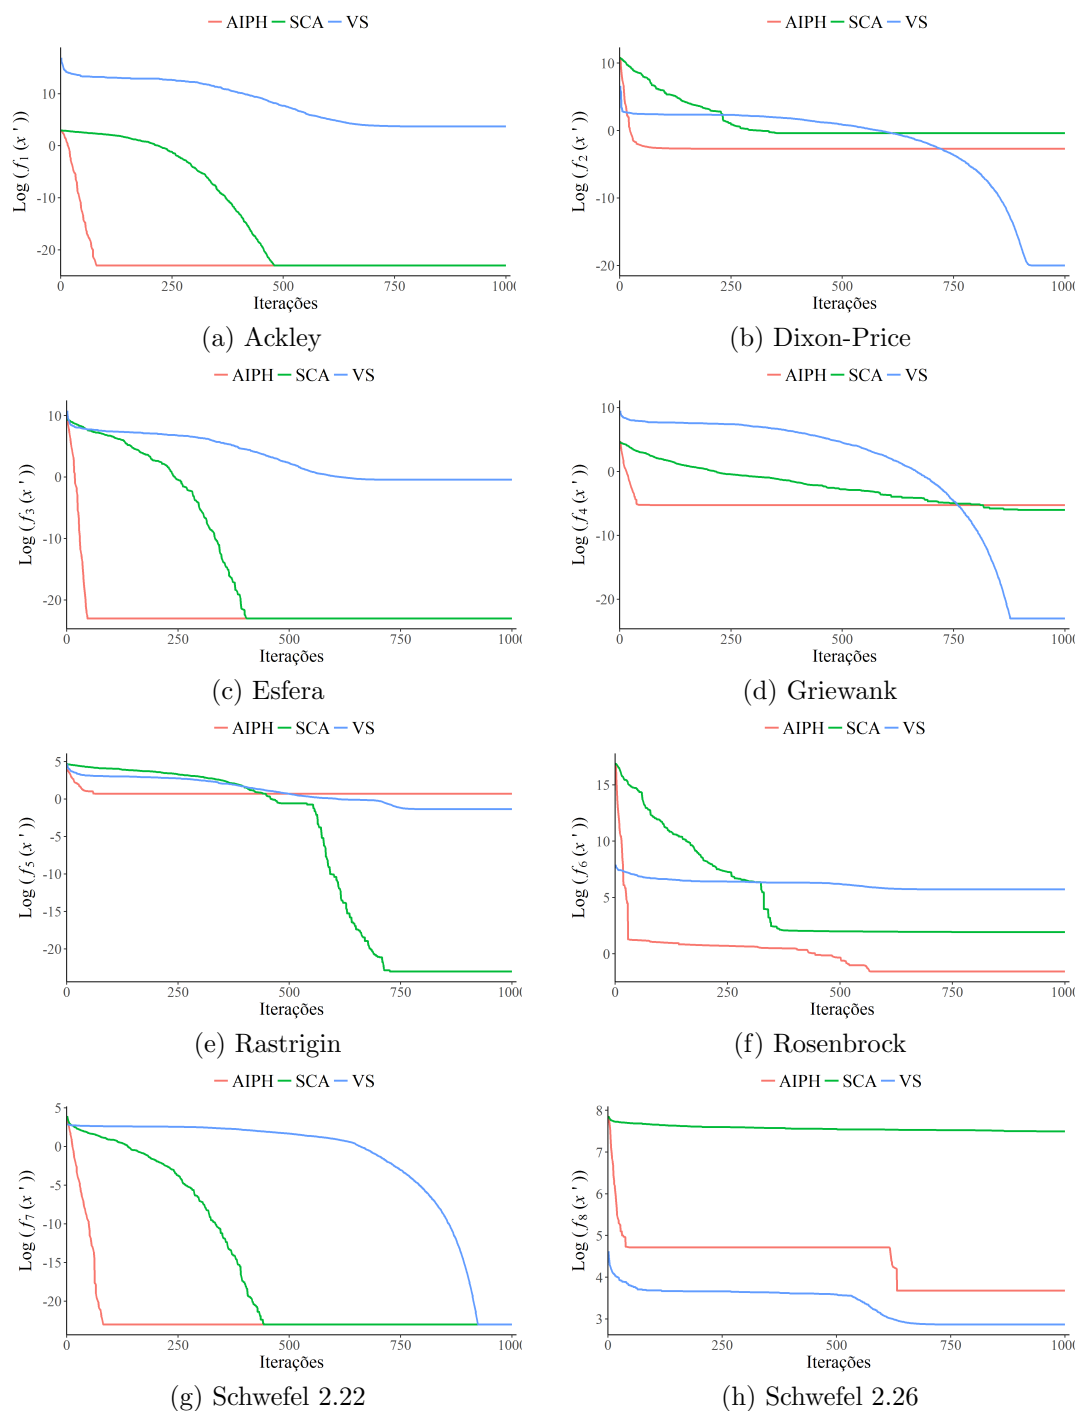 AIPH SCA VS
Log ( f₁ ( x ' ))
10
0
-10
-20
0 250 500 750 1000
Iterações
(a) Ackley
AIPH SCA VS
Log ( f₂ ( x ' ))
10
0
-10
-20
0 250 500 750 1000
Iterações
(b) Dixon-Price
AIPH SCA VS
Log ( f₃ ( x ' ))
10
0
-10
-20
0 250 500 750 1000
Iterações
(c) Esfera
AIPH SCA VS
Log ( f₄ ( x ' ))
10
0
-10
-20
0 250 500 750 1000
Iterações
(d) Griewank
AIPH SCA VS
Log ( f₅ ( x ' ))
5
0
-5
-10
-15
-20
0 250 500 750 1000
Iterações
(e) Rastrigin
AIPH SCA VS
Log ( f₆ ( x ' ))
15
10
5
0
0 250 500 750 1000
Iterações
(f) Rosenbrock
AIPH SCA VS
Log ( f₇ ( x ' ))
5
0
-5
-10
-15
-20
0 250 500 750 1000
Iterações
(g) Schwefel 2.22
AIPH SCA VS
Log ( f₈ ( x ' ))
8
7
6
5
4
3
0 250 500 750 1000
Iterações
(h) Schwefel 2.26